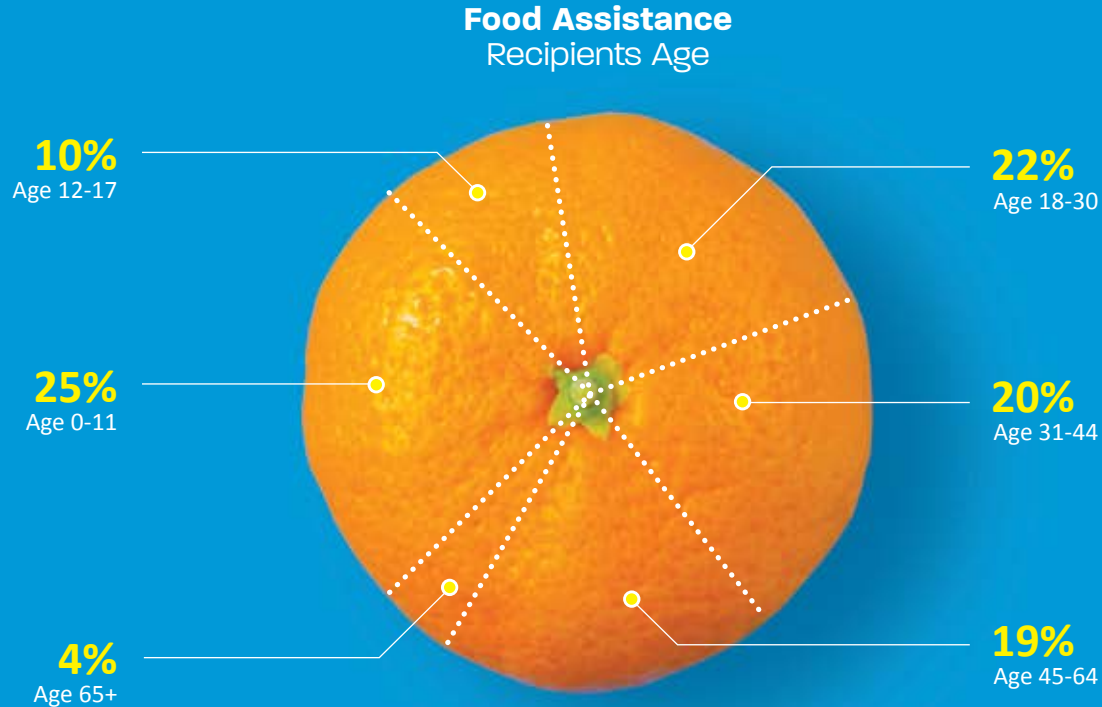 Food Assistance
Recipients Age
10%
Age 12-17
22%
Age 18-30
25%
Age 0-11
20%
Age 31-44
4%
Age 65+
19%
Age 45-64